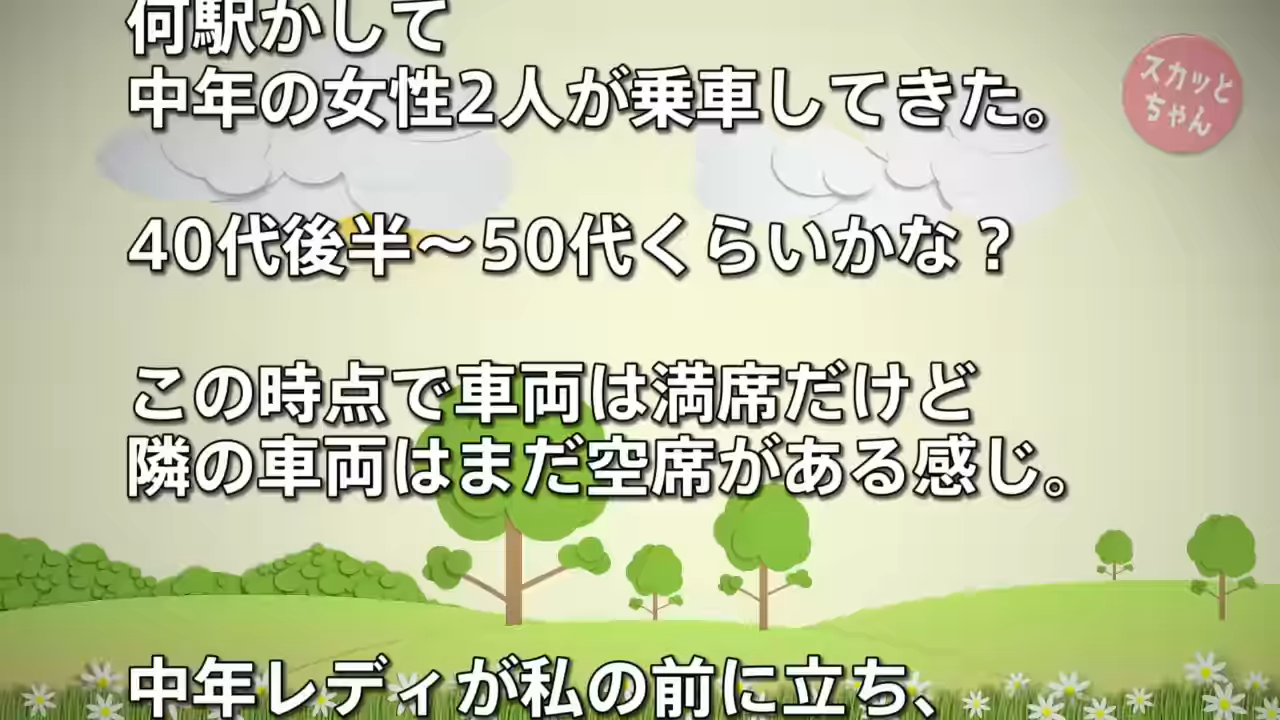 何駅かして
中年の女性2人が乗車してきた。
40代後半～50代くらいかな？
この時点で車両は満席だけど
隣の車両はまだ空席がある感じ。
中年レディが私の前に立ち、
スカッと
ちゃん